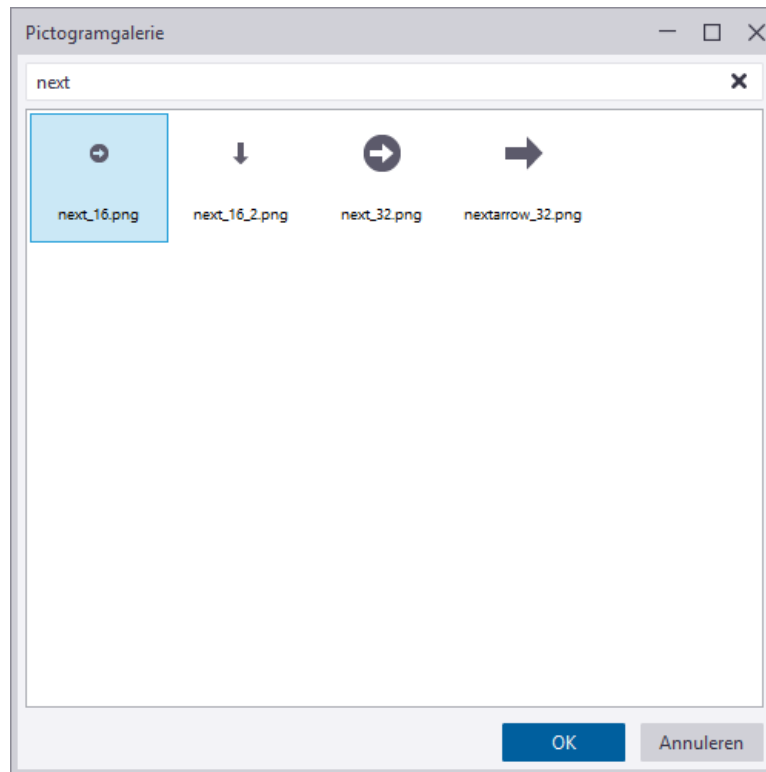 Pictogramgalerie
next
next_16.png next_16_2.png next_32.png nextarrow_32.png
OK Annuleren